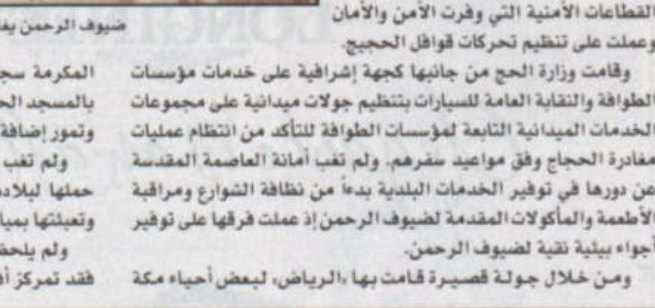 القطاعات الأمنية التي وفرت الأمن والأمان
وعملت على تنظيم تحركات قوافل الحجيج.
وقامت وزارة الحج من جانبها كجهة إشرافية على خدمات مؤسسات
الطوافة والنقابة العامة للسيارات بتنظيم جولات ميدانية على مجموعات
الخدمات الميدانية التابعة لمؤسسات الطوافة للتأكد من انتظام عمليات
مغادرة الحجاج وفق مواعيد سفرهم. ولم تغب أمانة العاصمة المقدسة
عن دورها في توفير الخدمات البلدية بدءاً من نظافة الشوارع ومراقبة
الأطعمة والمأكولات المقدمة لضيوف الرحمن إذ عملت فرقها على توفير
أجواء بيئية نقية لضيوف الرحمن.
ومن خلال جولة قصيرة قامت بها «الرياض» لبعض أحياء مكة
ضيوف الرحمن
المكرمة
بالمسجد
وتمور إضافة
ولم تغب
حملها
وتعبئتها
ولم
فقد تمركز